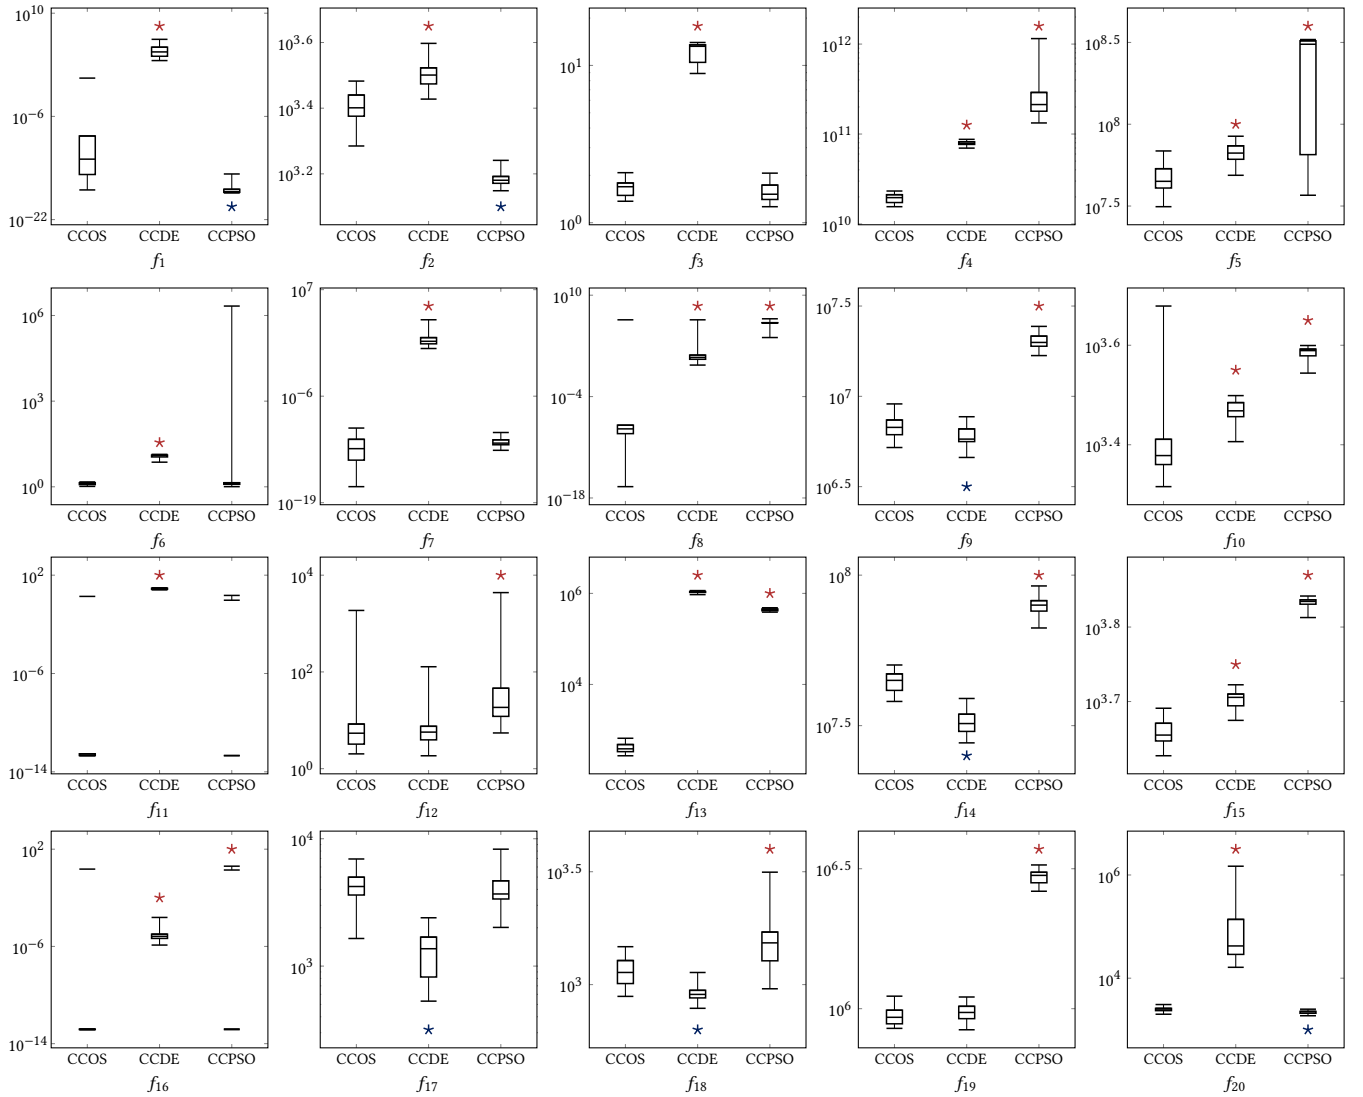 10^10
10^−6
10^−22
CCOS CCDE CCPSO
f1
10^3.6
10^3.4
10^3.2
CCOS CCDE CCPSO
f2
10^1
10^0
CCOS CCDE CCPSO
f3
10^12
10^11
10^10
CCOS CCDE CCPSO
f4
10^8.5
10^8
10^7.5
CCOS CCDE CCPSO
f5
10^6
10^3
10^0
CCOS CCDE CCPSO
f6
10^7
10^−6
10^−19
CCOS CCDE CCPSO
f7
10^10
10^−4
10^−18
CCOS CCDE CCPSO
f8
10^7.5
10^7
10^6.5
CCOS CCDE CCPSO
f9
10^3.6
10^3.4
CCOS CCDE CCPSO
f10
10^2
10^−6
10^−14
CCOS CCDE CCPSO
f11
10^4
10^2
10^0
CCOS CCDE CCPSO
f12
10^6
10^4
CCOS CCDE CCPSO
f13
10^8
10^7.5
CCOS CCDE CCPSO
f14
10^3.8
10^3.7
CCOS CCDE CCPSO
f15
10^2
10^−6
10^−14
CCOS CCDE CCPSO
f16
10^4
10^3
CCOS CCDE CCPSO
f17
10^3.5
10^3
CCOS CCDE CCPSO
f18
10^6.5
10^6
CCOS CCDE CCPSO
f19
10^6
10^4
CCOS CCDE CCPSO
f20